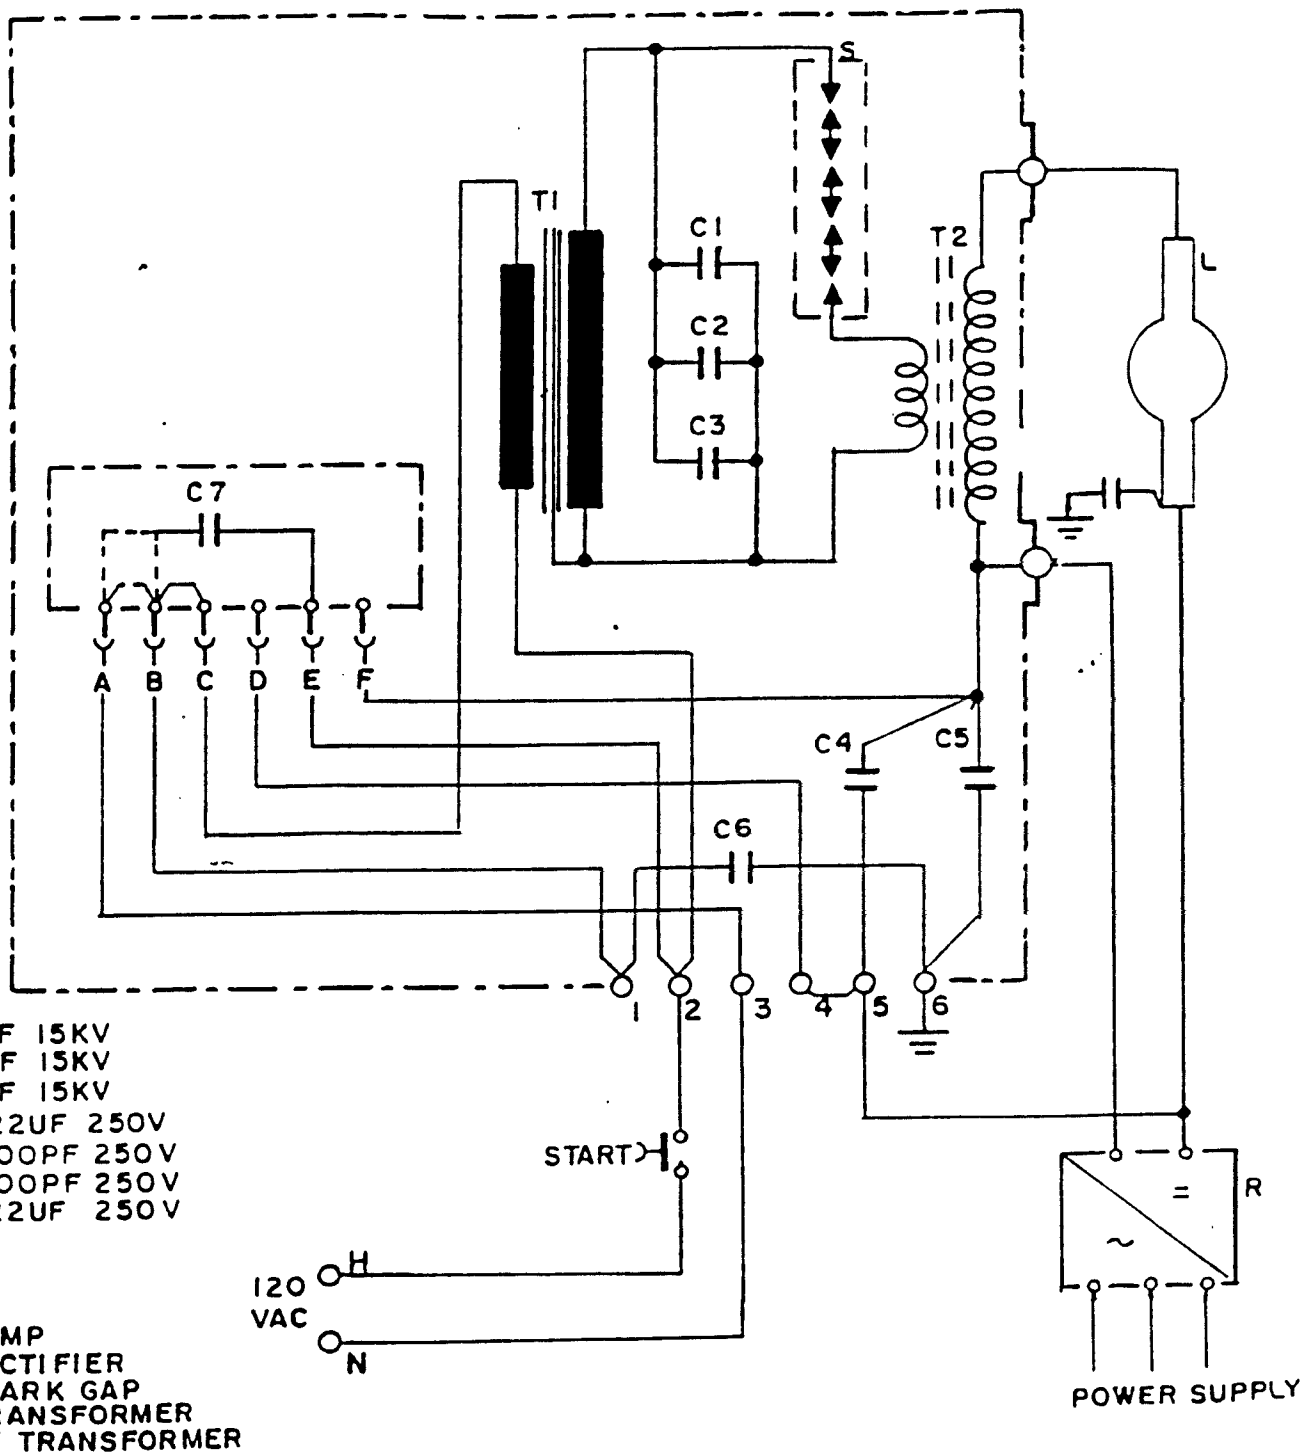 S
T1
C1
T2
L
C2
C3
C7
A B C D E F
C4 C5
C6
1 2 3 4 5 6
F 15KV
F 15KV
F 15KV
22UF 250V
00PF 250V
00PF 250V
22UF 250V
START
= R
~
H
120
VAC
N
MP
CTIFIER
ARK GAP
RANSFORMER
TRANSFORMER
POWER SUPPLY